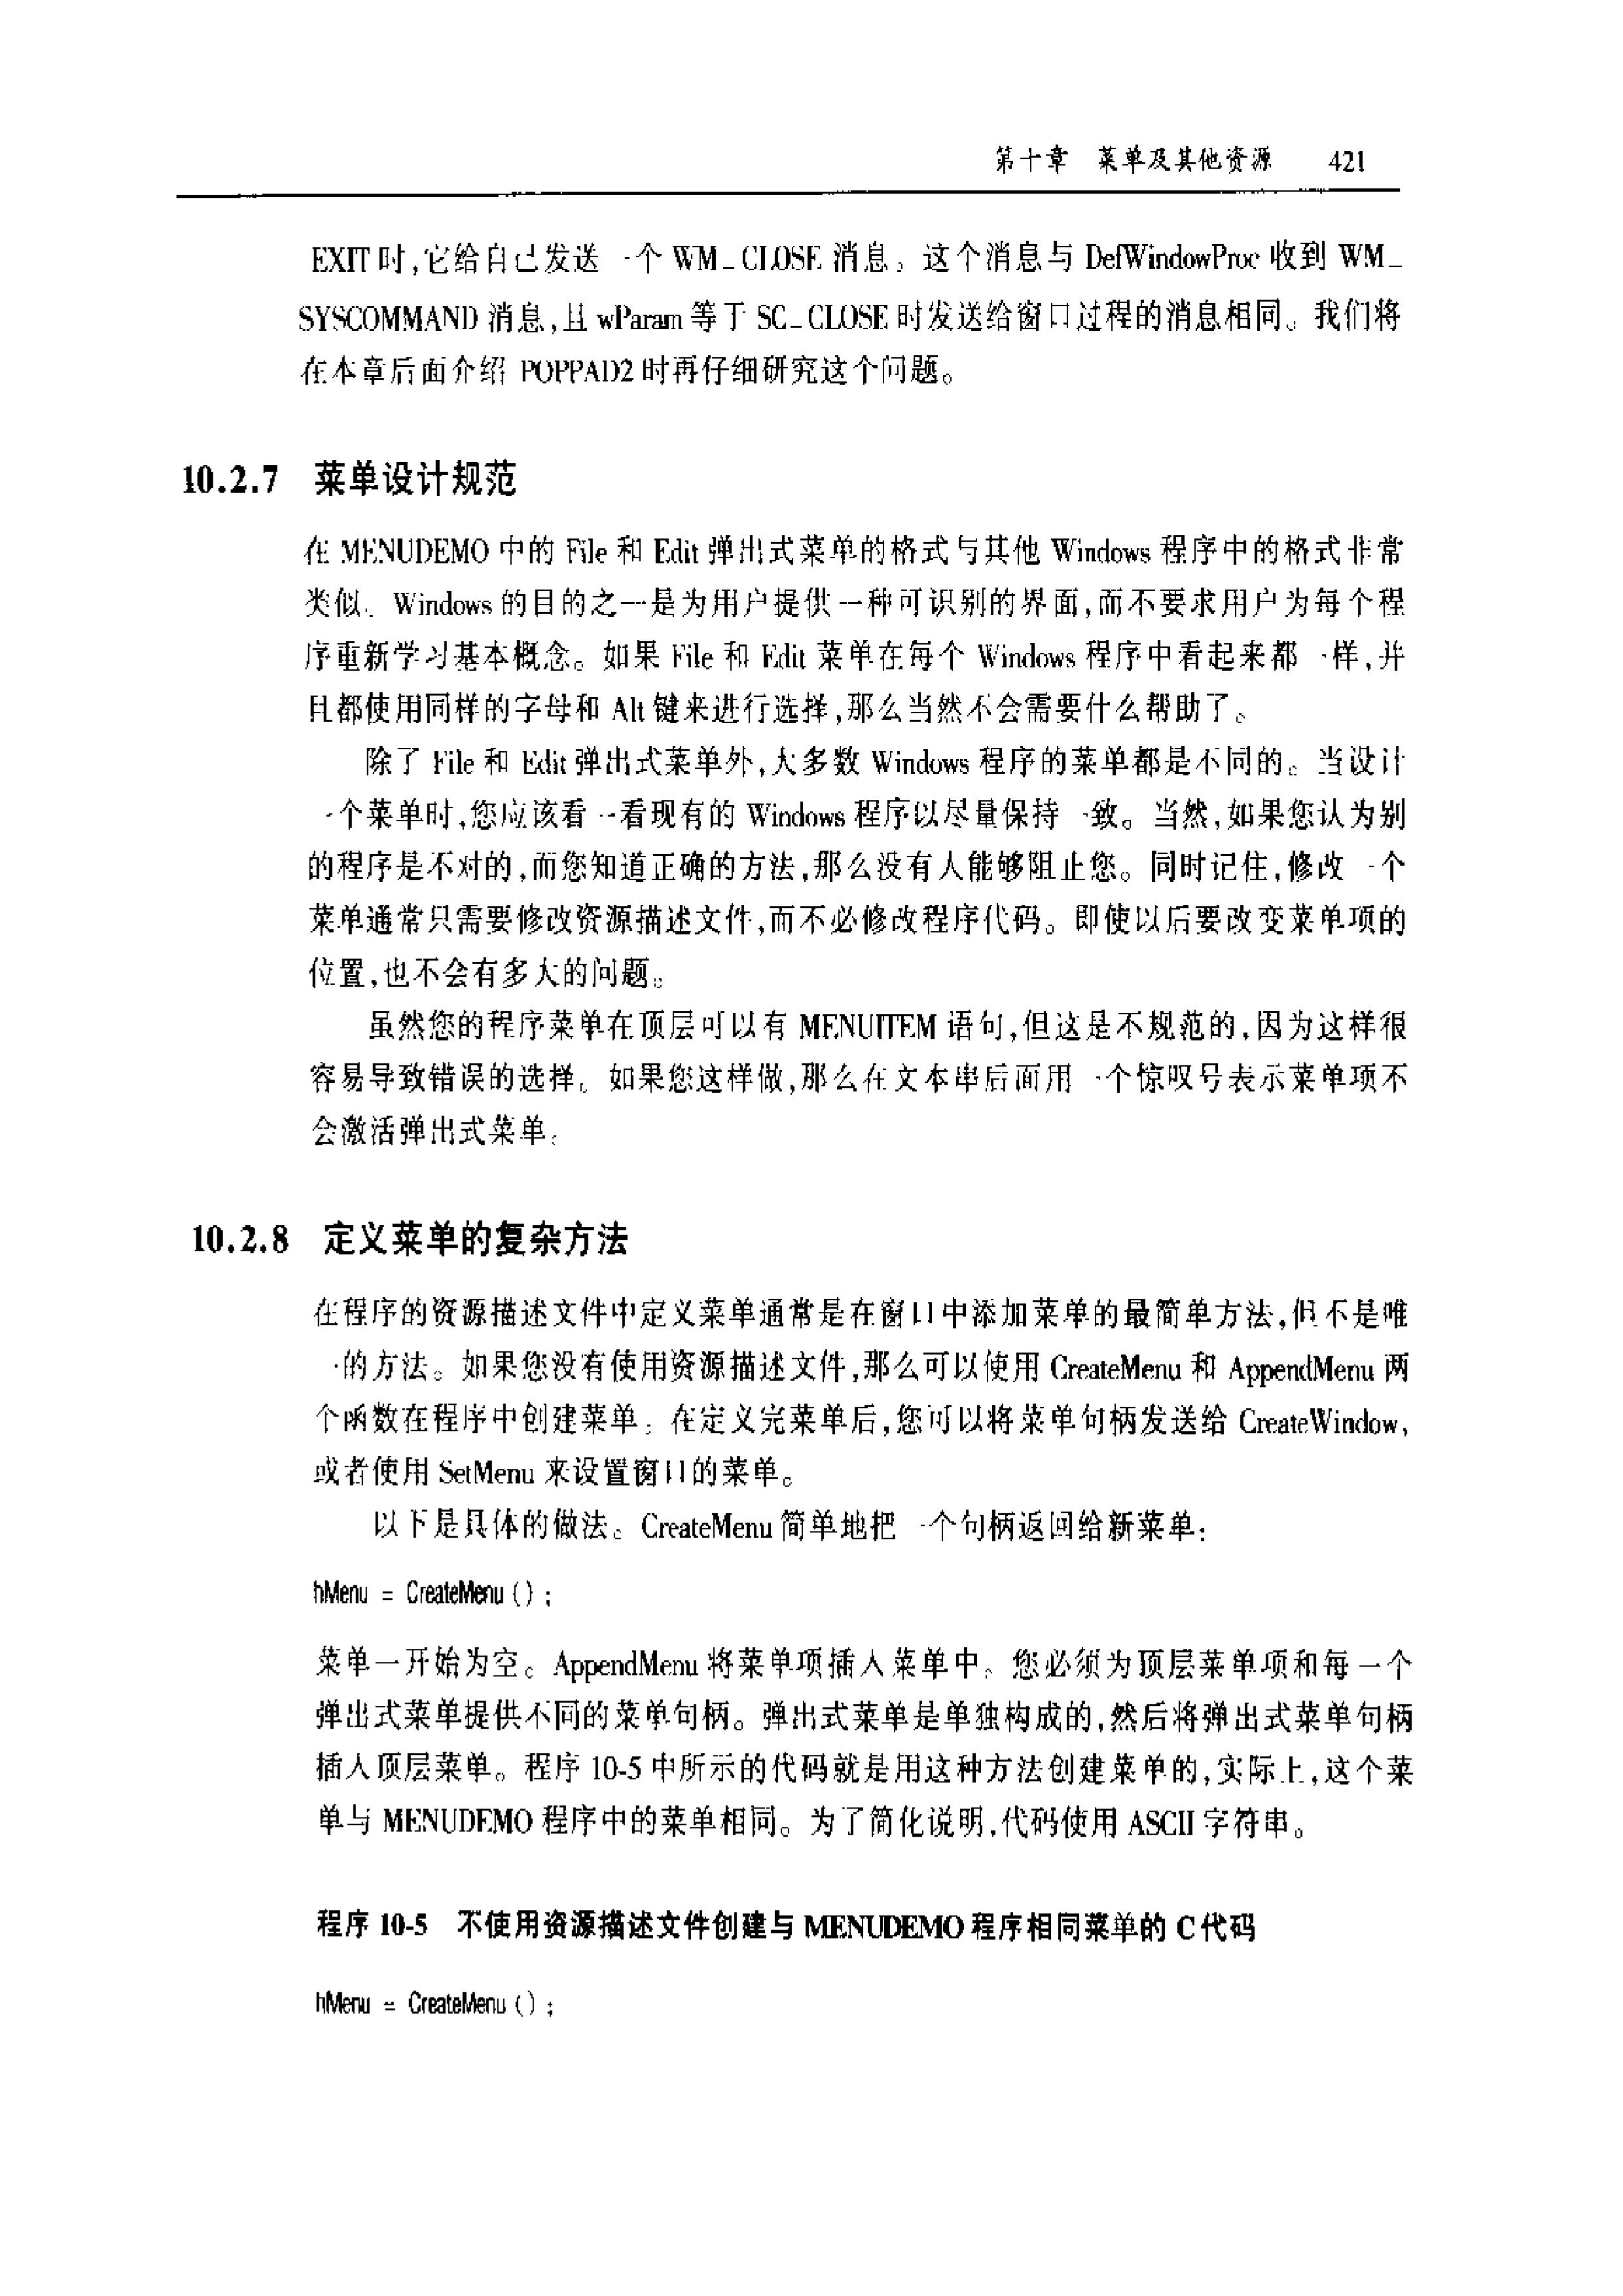 第十章 菜单及其他资源 421
EXIT 时,它给自己发送一个 WM_CLOSE 消息。这个消息与 DefWindowProc 收到 WM_
SYSCOMMAND 消息,且 wParam 等于 SC_CLOSE 时发送给窗口过程的消息相同。我们将
在本章后面介绍 POPPAD2 时再仔细研究这个问题。
10.2.7 菜单设计规范
在 MENUDEMO 中的 File 和 Edit 弹出式菜单的格式与其他 Windows 程序中的格式非常
类似。Windows 的目的之一是为用户提供一种可识别的界面,而不要求用户为每个程
序重新学习基本概念。如果 File 和 Edit 菜单在每个 Windows 程序中看起来都一样,并
且都使用同样的字母和 Alt 键来进行选择,那么当然不会需要什么帮助了。
除了 File 和 Edit 弹出式菜单外,大多数 Windows 程序的菜单都是不同的。当设计
一个菜单时,您应该看一看现有的 Windows 程序以尽量保持一致。当然,如果您认为别
的程序是不对的,而您知道正确的方法,那么没有人能够阻止您。同时记住,修改一个
菜单通常只需要修改资源描述文件,而不必修改程序代码。即使以后要改变菜单项的
位置,也不会有多大的问题。
虽然您的程序菜单在顶层可以有 MENUITEM 语句,但这是不规范的,因为这样很
容易导致错误的选择。如果您这样做,那么在文本串后面用一个惊叹号表示菜单项不
会激活弹出式菜单。
10.2.8 定义菜单的复杂方法
在程序的资源描述文件中定义菜单通常是在窗口中添加菜单的最简单方法,但不是唯
一的方法。如果您没有使用资源描述文件,那么可以使用 CreateMenu 和 AppendMenu 两
个函数在程序中创建菜单。在定义完菜单后,您可以将菜单句柄发送给 CreateWindow,
或者使用 SetMenu 来设置窗口的菜单。
以下是具体的做法。CreateMenu 简单地把一个句柄返回给新菜单:
hMenu = CreateMenu () ;
菜单一开始为空。AppendMenu 将菜单项插入菜单中。您必须为顶层菜单项和每一个
弹出式菜单提供不同的菜单句柄。弹出式菜单是单独构成的,然后将弹出式菜单句柄
插入顶层菜单。程序 10-5 中所示的代码就是用这种方法创建菜单的,实际上,这个菜
单与 MENUDEMO 程序中的菜单相同。为了简化说明,代码使用 ASCII 字符串。
程序 10-5 不使用资源描述文件创建与 MENUDEMO 程序相同菜单的 C 代码
hMenu = CreateMenu () ;